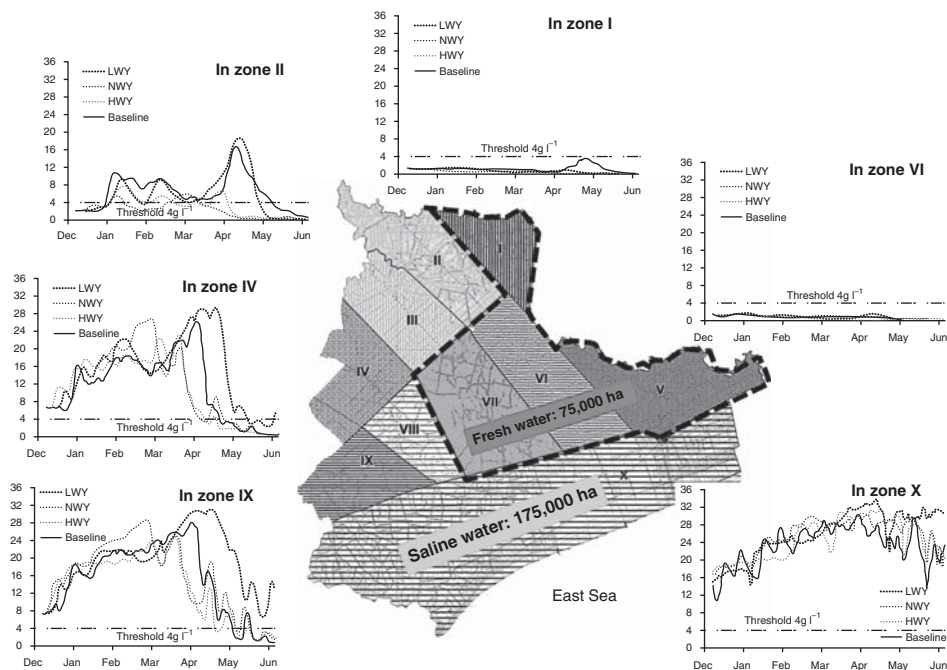 In zone I
36
32
28
24
20
16
12
8
4
0
LWY
NWY
HWY
Baseline
Threshold 4g l⁻¹
Dec Jan Feb Mar Apr May Jun
In zone II
36
32
28
24
20
16
12
8
4
0
LWY
NWY
HWY
Baseline
Threshold 4g l⁻¹
Dec Jan Feb Mar Apr May Jun
In zone VI
36
32
28
24
20
16
12
8
4
0
LWY
NWY
HWY
Baseline
Threshold 4g l⁻¹
Dec Jan Feb Mar Apr May Jun
In zone IV
36
32
28
24
20
16
12
8
4
0
LWY
NWY
HWY
Baseline
Threshold 4g l⁻¹
Dec Jan Feb Mar Apr May Jun
I
II
III
IV
VI
V
VII
Fresh water: 75,000 ha
VIII
IX
X
Saline water: 175,000 ha
East Sea
In zone IX
36
32
28
24
20
16
12
8
4
0
LWY
NWY
HWY
Baseline
Threshold 4g l⁻¹
Dec Jan Feb Mar Apr May Jun
In zone X
36
32
28
24
20
16
12
8
4
0
LWY
NWY
HWY
Baseline
Threshold 4g l⁻¹
Dec Jan Feb Mar Apr May Jun